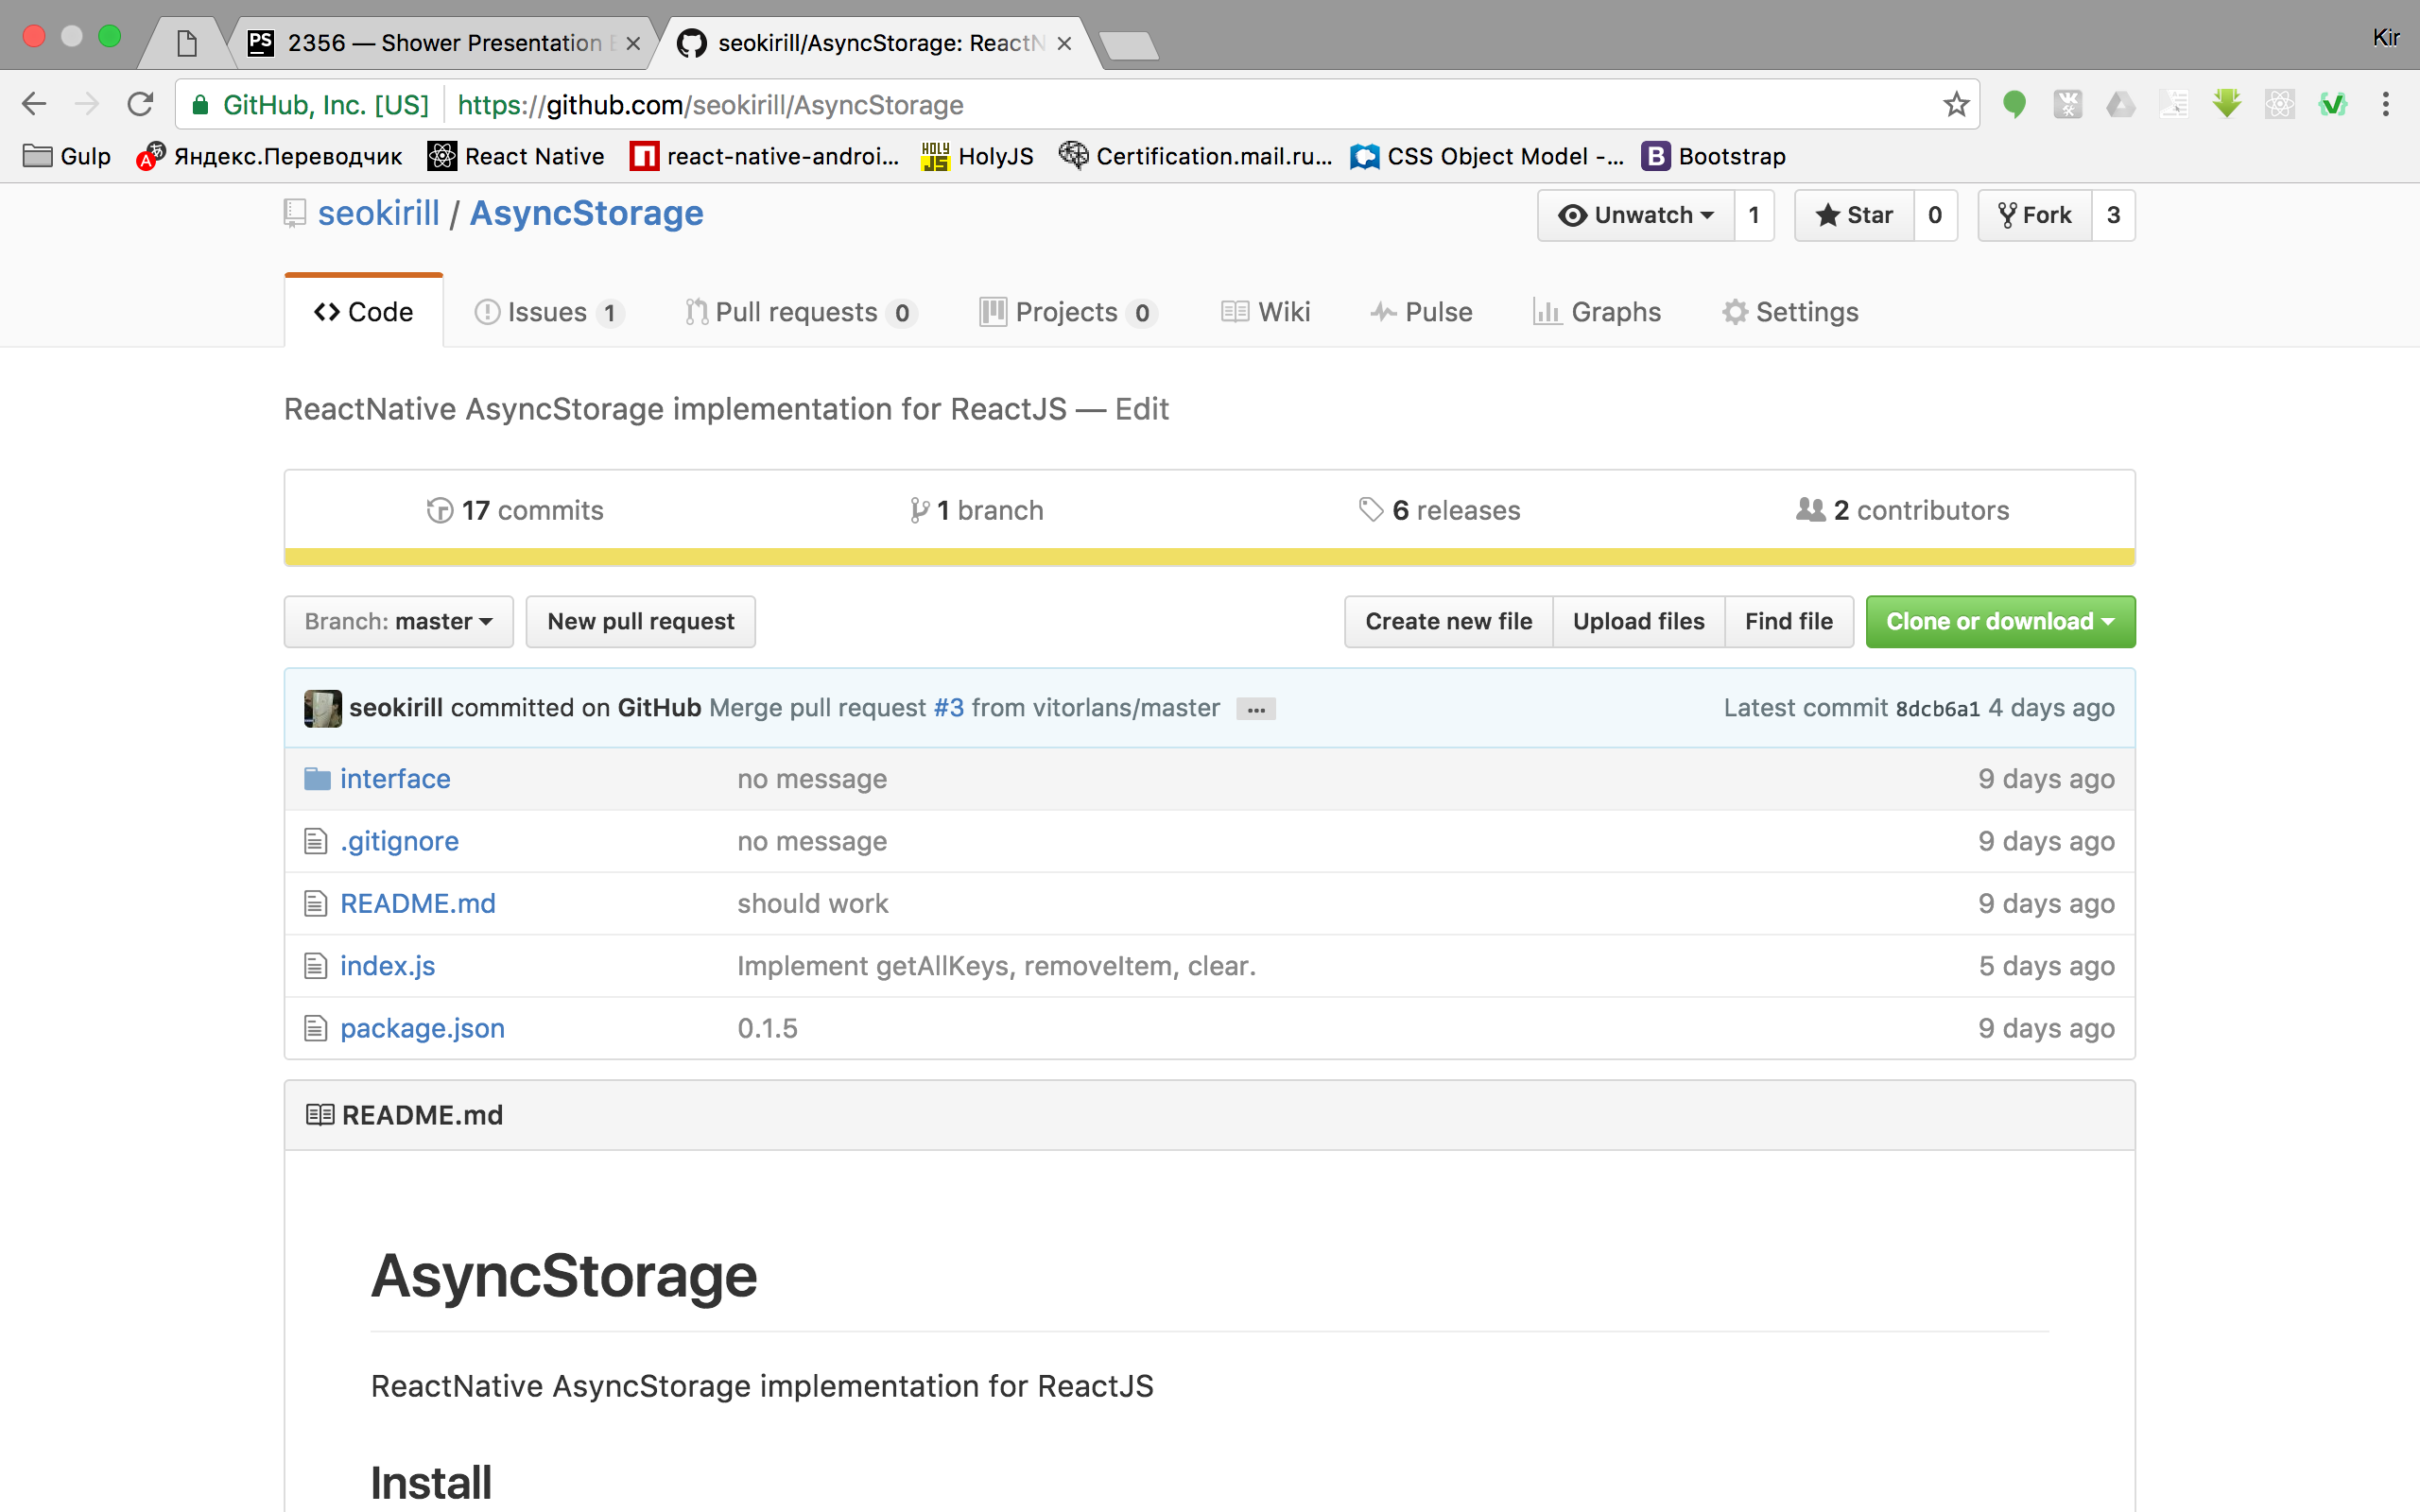 PS 2356 — Shower Presentation E
seokirill/AsyncStorage: ReactN
Kir
GitHub, Inc. [US] https://github.com/seokirill/AsyncStorage
Gulp Яндекс.Переводчик React Native react-native-androi... HOLY JS HolyJS Certification.mail.ru... CSS Object Model -... B Bootstrap
seokirill / AsyncStorage
Unwatch 1 Star 0 Fork 3
Code Issues 1 Pull requests 0 Projects 0 Wiki Pulse Graphs Settings
ReactNative AsyncStorage implementation for ReactJS — Edit
17 commits 1 branch 6 releases 2 contributors
Branch: master New pull request Create new file Upload files Find file Clone or download
seokirill committed on GitHub Merge pull request #3 from vitorlans/master ... Latest commit 8dcb6a1 4 days ago
interface no message 9 days ago
.gitignore no message 9 days ago
README.md should work 9 days ago
index.js Implement getAllKeys, removeItem, clear. 5 days ago
package.json 0.1.5 9 days ago
README.md
AsyncStorage
ReactNative AsyncStorage implementation for ReactJS
Install